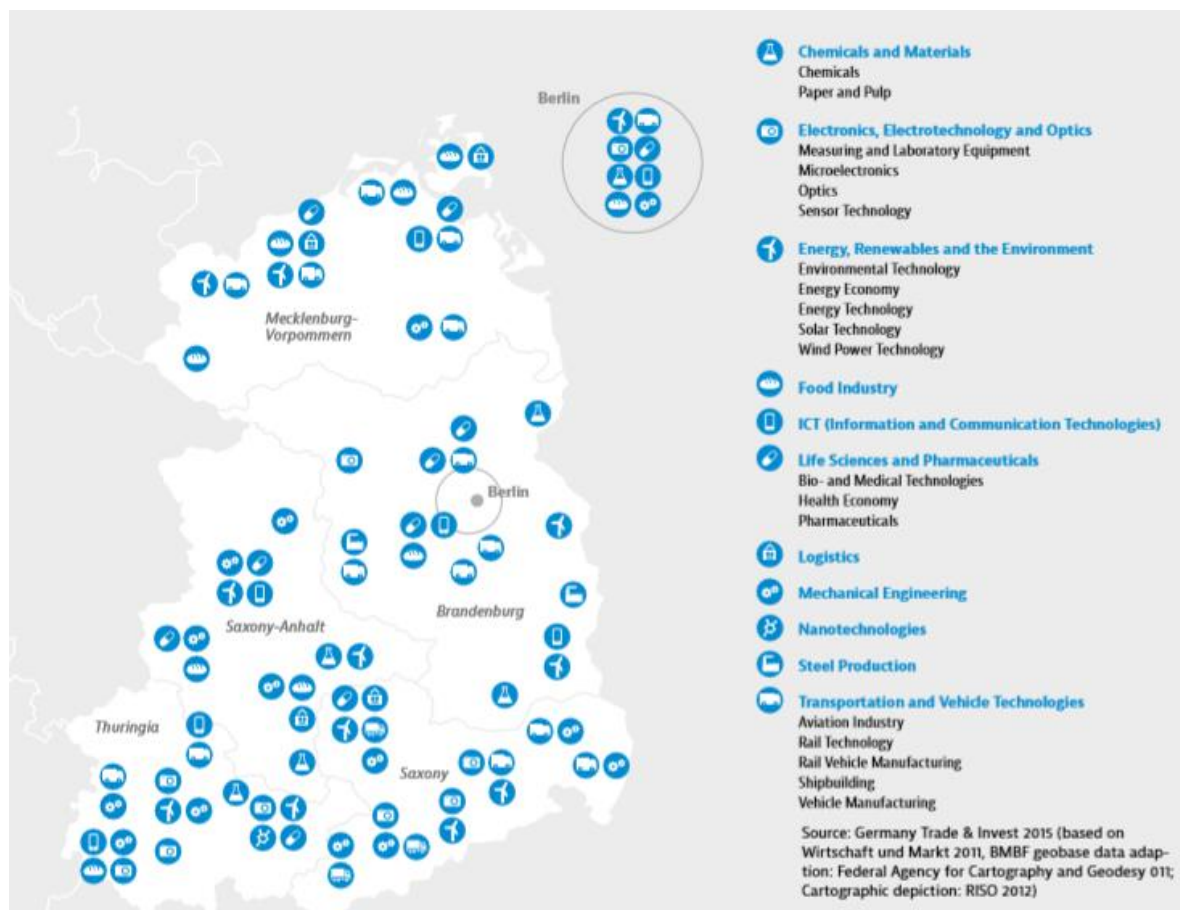 Berlin
Mecklenburg-
Vorpommern
Berlin
Brandenburg
Saxony-Anhalt
Thuringia
Saxony
Chemicals and Materials
Chemicals
Paper and Pulp
Electronics, Electrotechnology and Optics
Measuring and Laboratory Equipment
Microelectronics
Optics
Sensor Technology
Energy, Renewables and the Environment
Environmental Technology
Energy Economy
Energy Technology
Solar Technology
Wind Power Technology
Food Industry
ICT (Information and Communication Technologies)
Life Sciences and Pharmaceuticals
Bio- and Medical Technologies
Health Economy
Pharmaceuticals
Logistics
Mechanical Engineering
Nanotechnologies
Steel Production
Transportation and Vehicle Technologies
Aviation Industry
Rail Technology
Rail Vehicle Manufacturing
Shipbuilding
Vehicle Manufacturing
Source: Germany Trade & Invest 2015 (based on
Wirtschaft und Markt 2011, BMBF geobase data adap-
tion: Federal Agency for Cartography and Geodesy 011;
Cartographic depiction: RISO 2012)